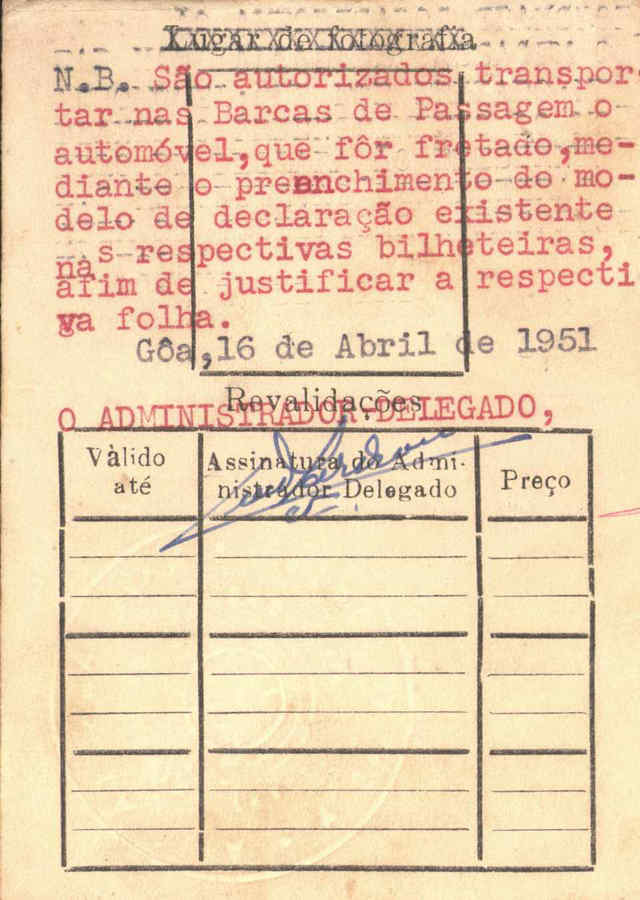 Lugar de fotografia
N.B. São autorizados transpor-
tar nas Barcas de Passagem o
automóvel,que fôr fretado,me-
diante o preenchimento do mo-
delo de declaração existente
nas respectivas bilheteiras,
afim de justificar a respecti
va folha.
Gôa,16 de Abril de 1951
Revalidações
O ADMINISTRADOR-DELEGADO,
Vàlido até
Assinatura do Admi-
nistrador Delegado
Preço